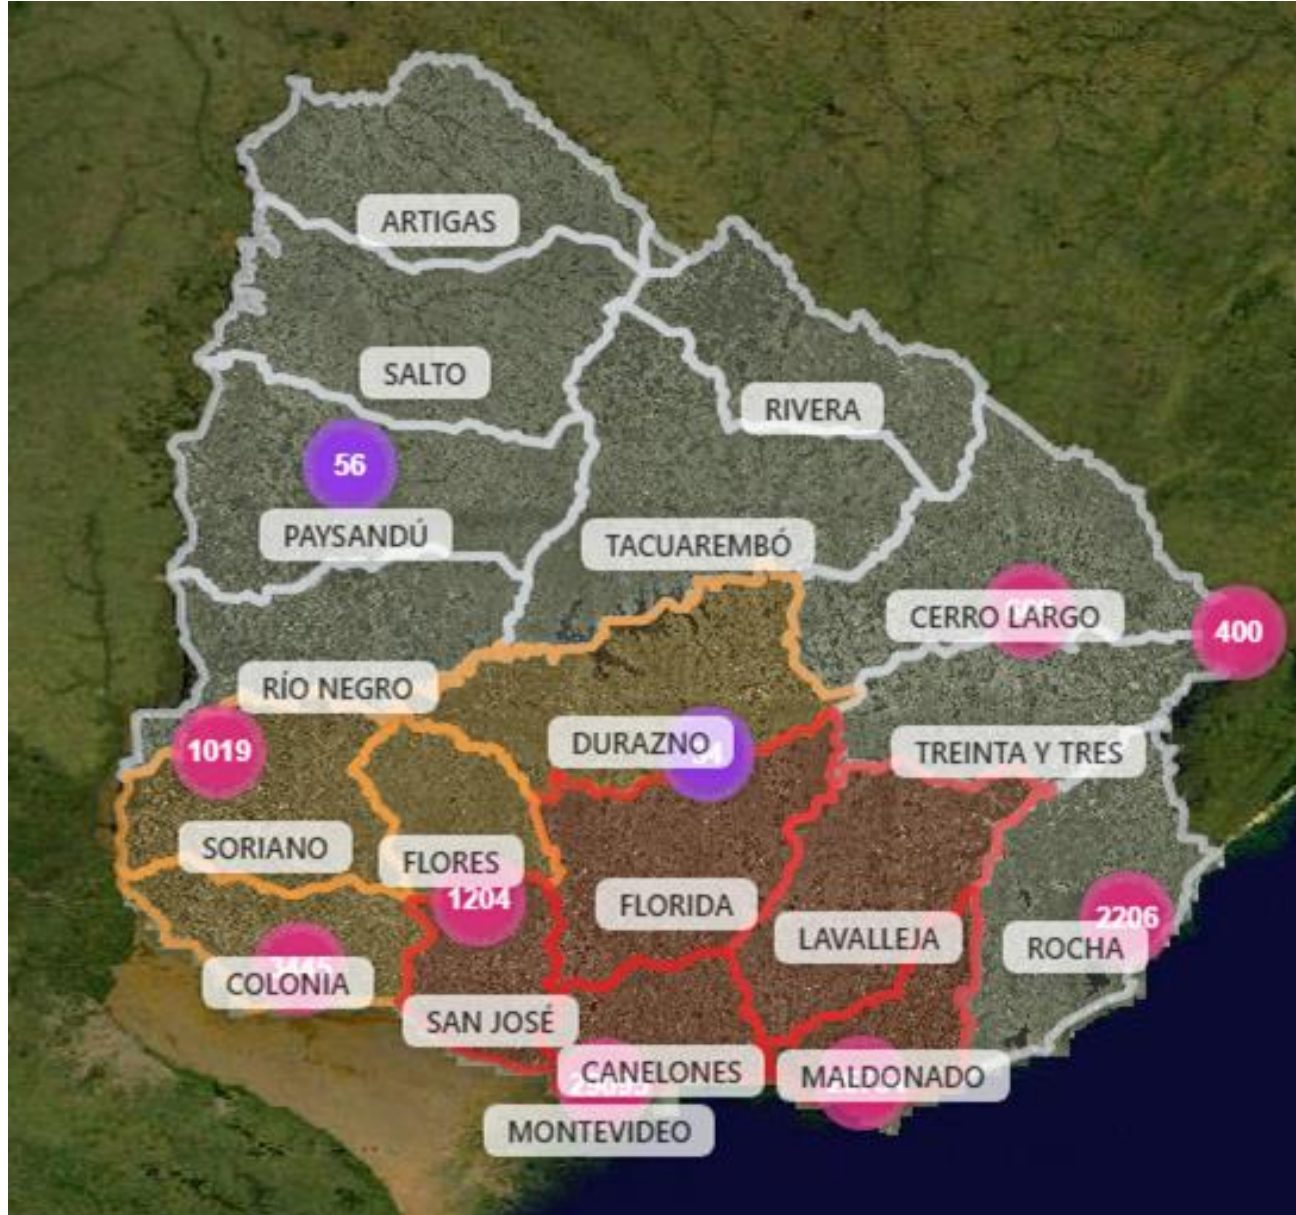 ARTIGAS
SALTO
RIVERA
56
PAYSANDÚ
TACUAREMBÓ
CERRO LARGO
400
RÍO NEGRO
1019
DURAZNO
TREINTA Y TRES
SORIANO
FLORES
1204
FLORIDA
2206
LAVALLEJA
ROCHA
COLONIA
SAN JOSÉ
CANELONES
MALDONADO
MONTEVIDEO